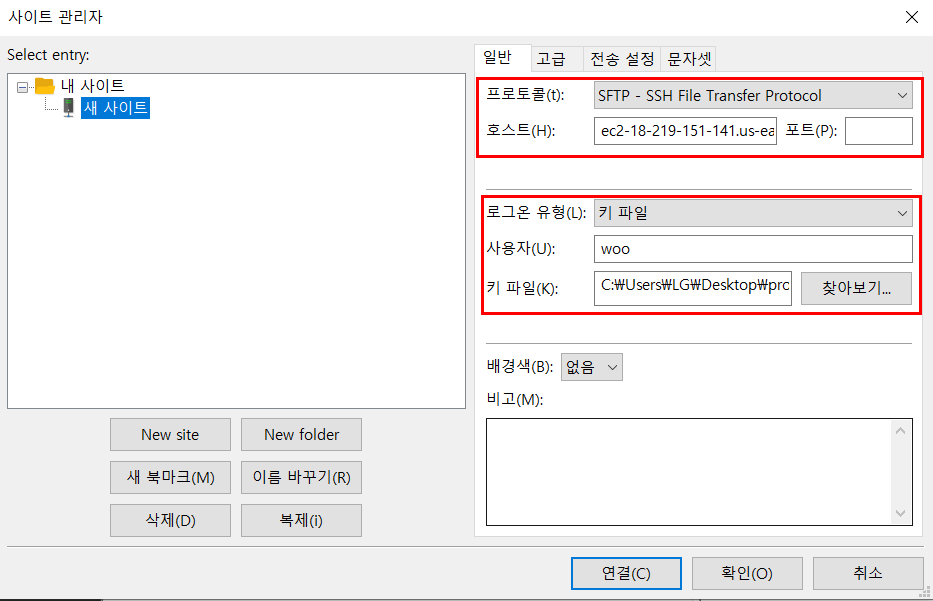 사이트 관리자
Select entry:
내 사이트
새 사이트
New site
New folder
새 북마크(M)
이름 바꾸기(R)
삭제(D)
복제(i)
일반
고급
전송 설정
문자셋
프로토콜(t):
SFTP - SSH File Transfer Protocol
호스트(H):
ec2-18-219-151-141.us-ea
포트(P):
로그온 유형(L):
키 파일
사용자(U):
woo
키 파일(K):
C:₩Users₩LG₩Desktop₩pro
찾아보기...
배경색(B):
없음
비고(M):
연결(C)
확인(O)
취소